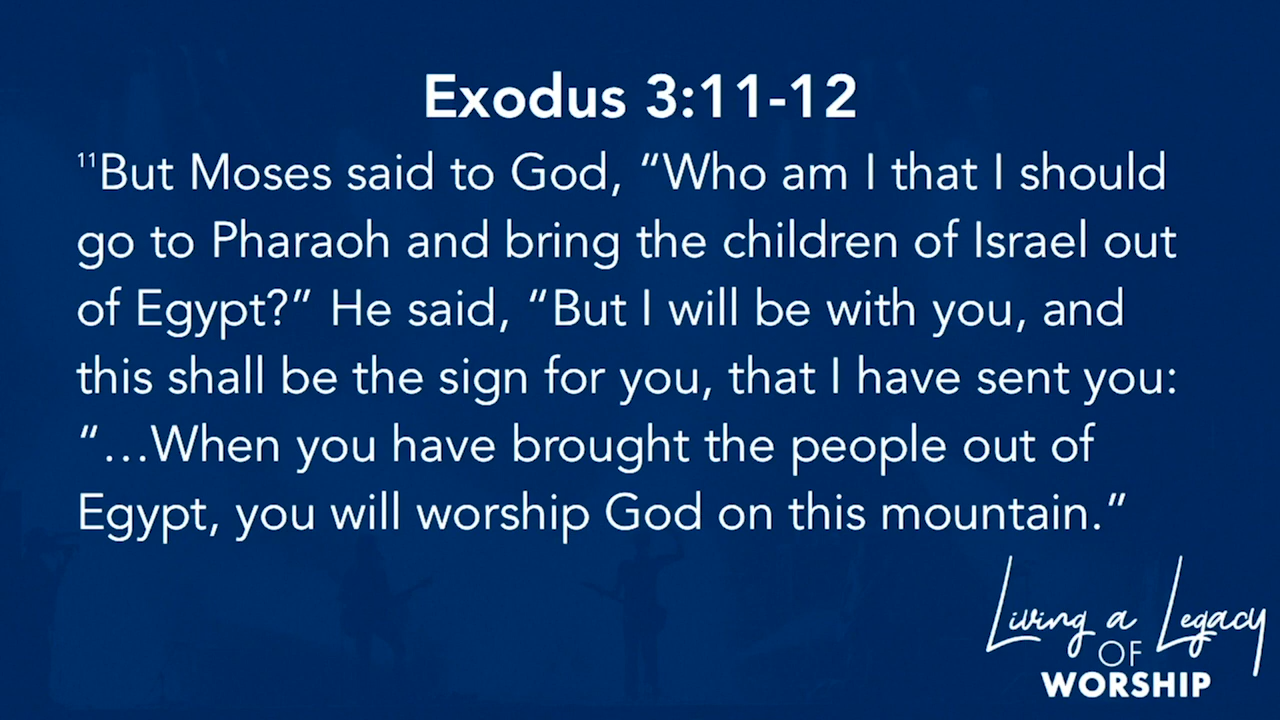 Exodus 3:11-12
¹¹But Moses said to God, “Who am I that I should
go to Pharaoh and bring the children of Israel out
of Egypt?” He said, “But I will be with you, and
this shall be the sign for you, that I have sent you:
“…When you have brought the people out of
Egypt, you will worship God on this mountain.”
Living a Legacy
OF
WORSHIP